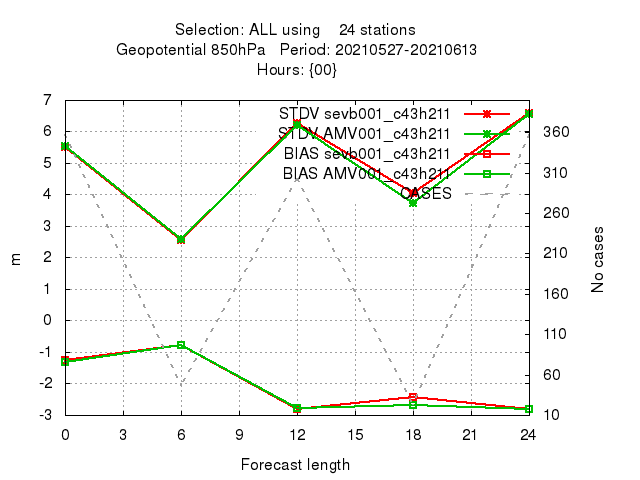 Selection: ALL using    24 stations
Geopotential 850hPa   Period: 20210527-20210613
Hours: {00}
STDV sevb001_c43h211
STDV AMV001_c43h211
BIAS sevb001_c43h211
BIAS AMV001_c43h211
CASES
7
6
5
4
3
2
1
0
-1
-2
-3
m
360
310
260
210
160
110
60
10
No cases
0 3 6 9 12 15 18 21 24
Forecast length